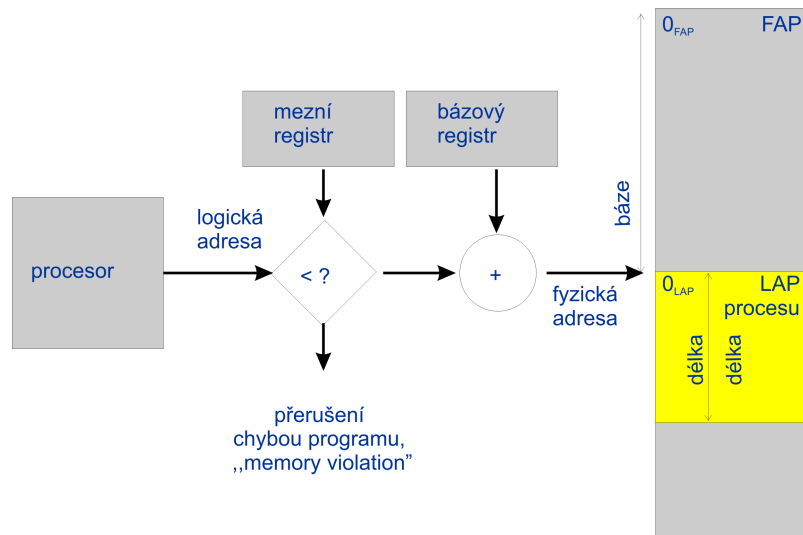 0FAP FAP
mezní
registr
bázový
registr
báze
logická
adresa
procesor
< ?
+
fyzická
adresa
0LAP LAP
procesu
délka
délka
přerušení
chybou programu,
,,memory violation”